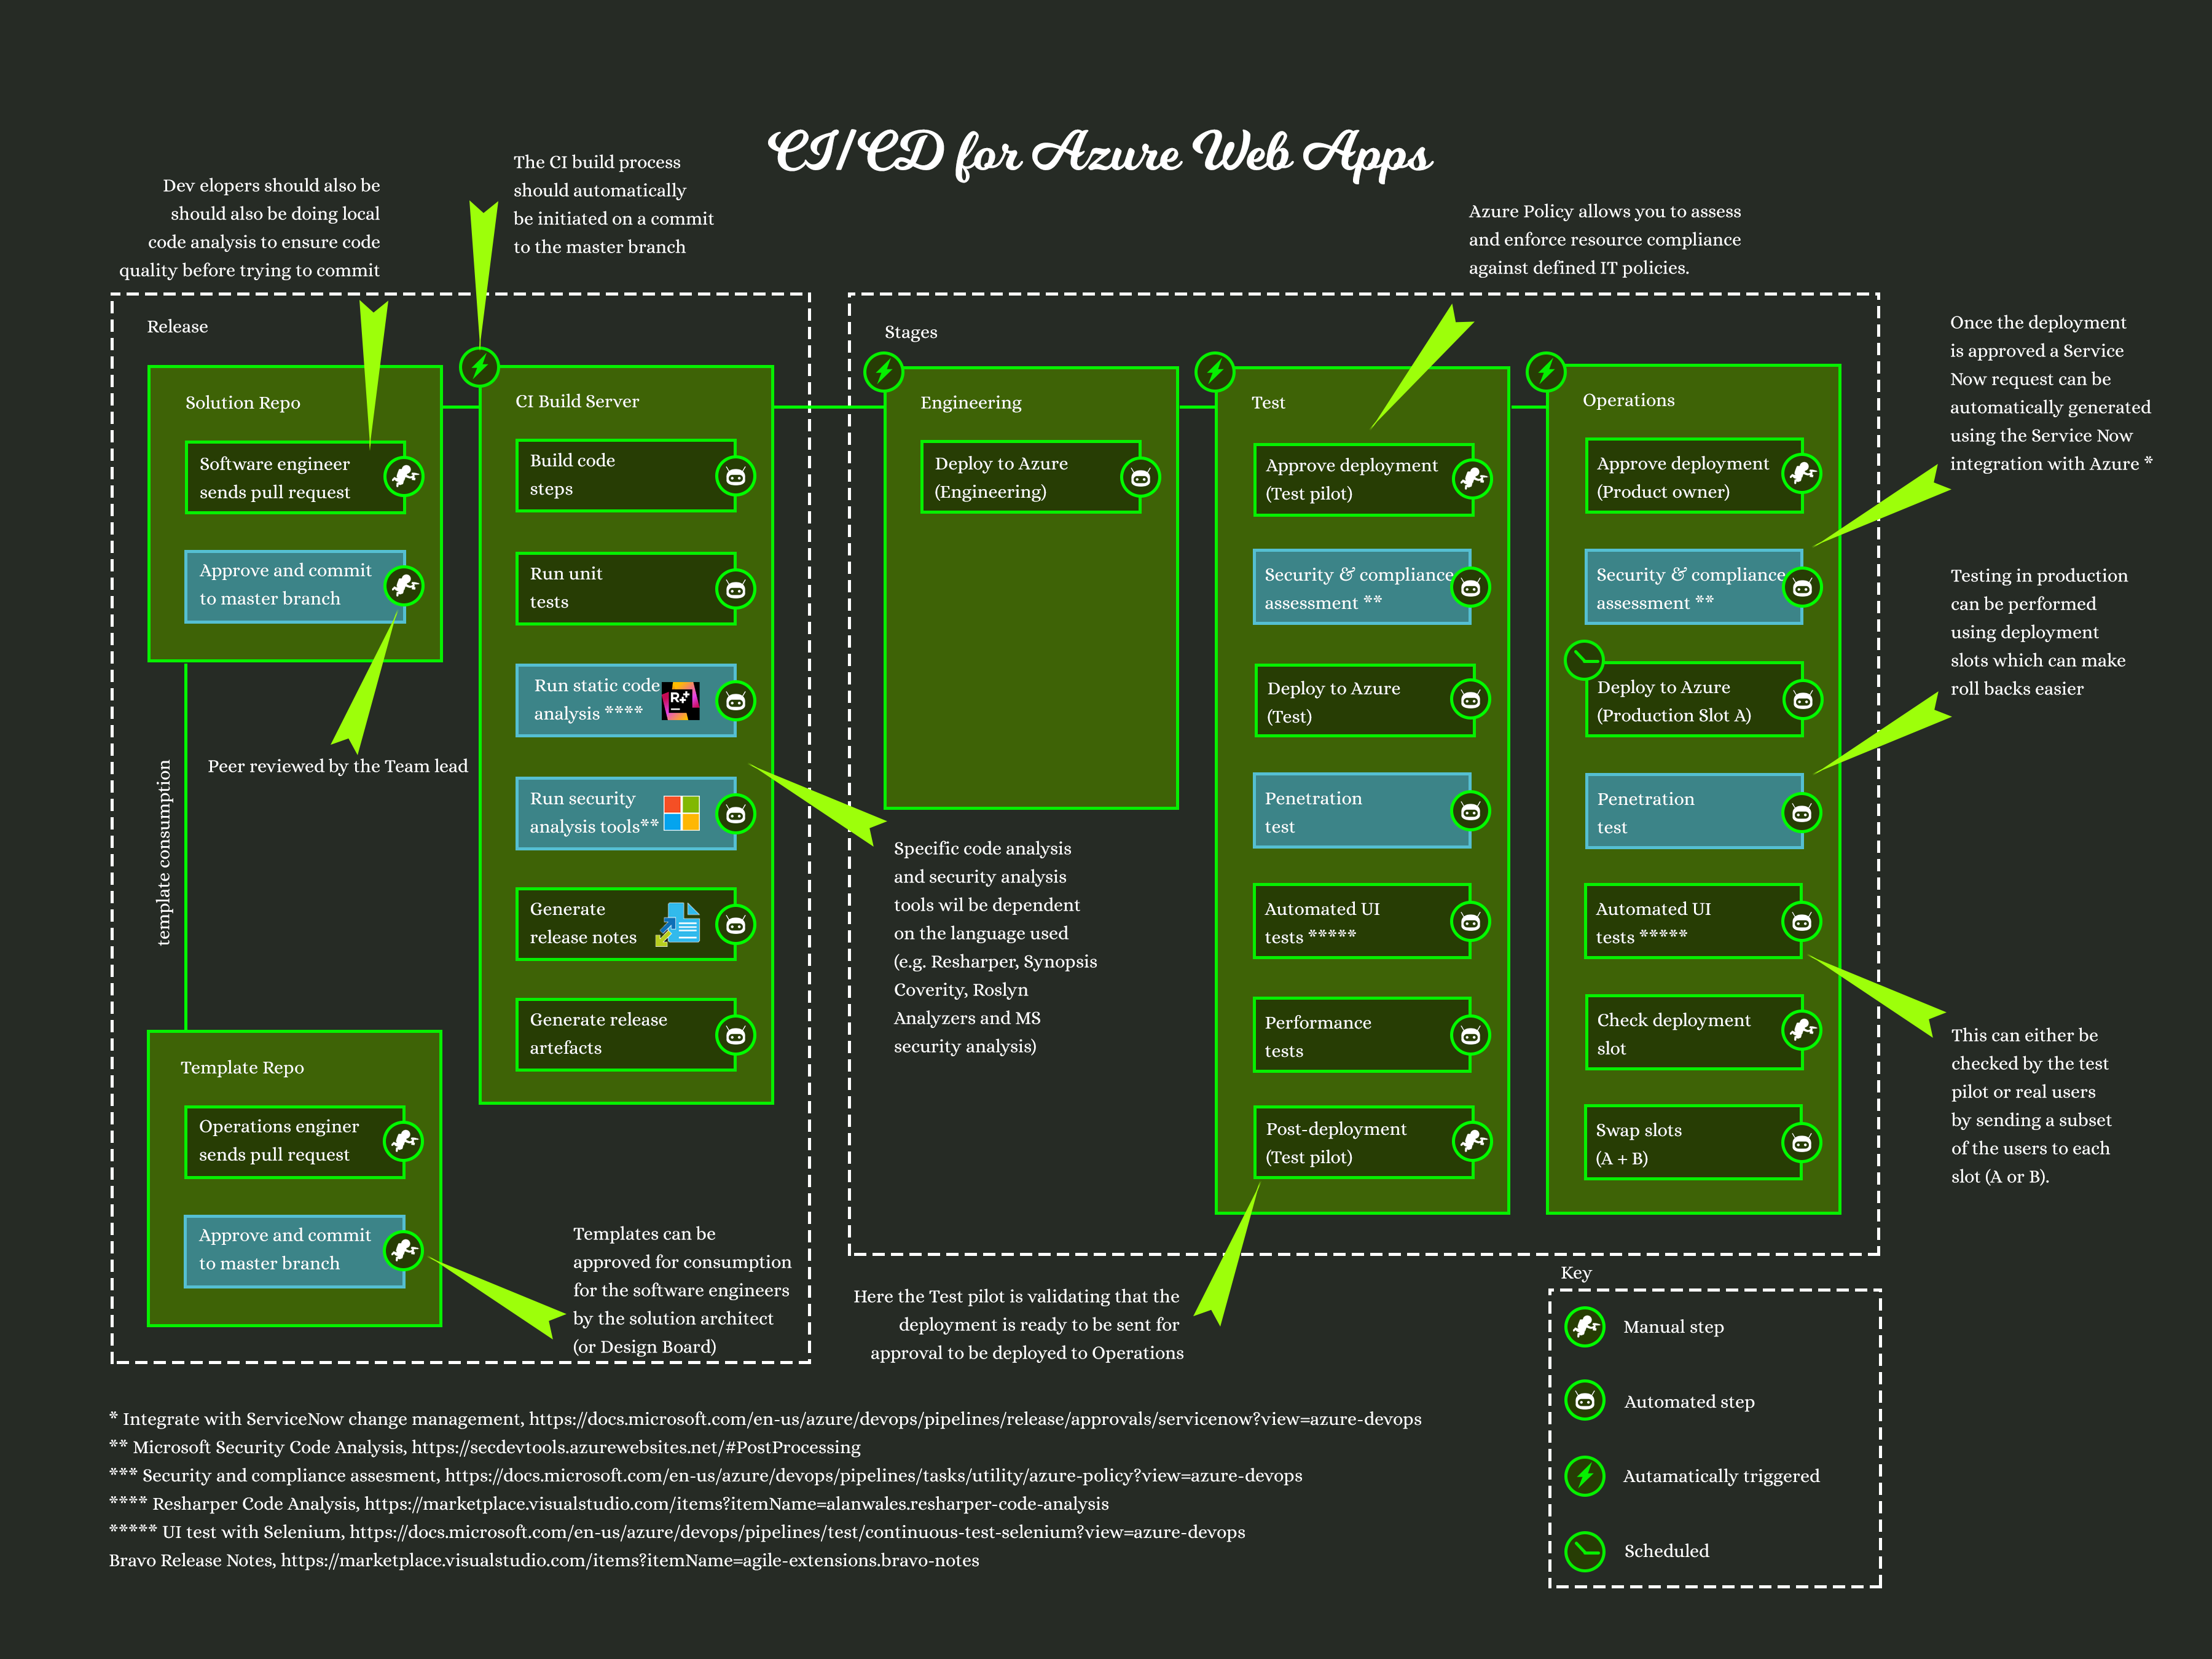 CI/CD for Azure Web Apps
Dev elopers should also be
should also be doing local
code analysis to ensure code
quality before trying to commit
The CI build process
should automatically
be initiated on a commit
to the master branch
Azure Policy allows you to assess
and enforce resource compliance
against defined IT policies.
Release
Solution Repo
Software engineer
sends pull request
Approve and commit
to master branch
Peer reviewed by the Team lead
template consumption
Template Repo
Operations enginer
sends pull request
Approve and commit
to master branch
Templates can be
approved for consumption
for the software engineers
by the solution architect
(or Design Board)
CI Build Server
Build code
steps
Run unit
tests
Run static code
analysis ****
R#
Run security
analysis tools**
Generate
release notes
Generate release
artefacts
Specific code analysis
and security analysis
tools wil be dependent
on the language used
(e.g. Resharper, Synopsis
Coverity, Roslyn
Analyzers and MS
security analysis)
Stages
Engineering
Deploy to Azure
(Engineering)
Test
Approve deployment
(Test pilot)
Security & compliance
assessment **
Deploy to Azure
(Test)
Penetration
test
Automated UI
tests *****
Performance
tests
Post-deployment
(Test pilot)
Here the Test pilot is validating that the
deployment is ready to be sent for
approval to be deployed to Operations
Operations
Approve deployment
(Product owner)
Security & compliance
assessment **
Deploy to Azure
(Production Slot A)
Penetration
test
Automated UI
tests *****
Check deployment
slot
Swap slots
(A + B)
Once the deployment
is approved a Service
Now request can be
automatically generated
using the Service Now
integration with Azure *
Testing in production
can be performed
using deployment
slots which can make
roll backs easier
This can either be
checked by the test
pilot or real users
by sending a subset
of the users to each
slot (A or B).
Key
Manual step
Automated step
Autamatically triggered
Scheduled
* Integrate with ServiceNow change management, https://docs.microsoft.com/en-us/azure/devops/pipelines/release/approvals/servicenow?view=azure-devops
** Microsoft Security Code Analysis, https://secdevtools.azurewebsites.net/#PostProcessing
*** Security and compliance assesment, https://docs.microsoft.com/en-us/azure/devops/pipelines/tasks/utility/azure-policy?view=azure-devops
**** Resharper Code Analysis, https://marketplace.visualstudio.com/items?itemName=alanwales.resharper-code-analysis
***** UI test with Selenium, https://docs.microsoft.com/en-us/azure/devops/pipelines/test/continuous-test-selenium?view=azure-devops
Bravo Release Notes, https://marketplace.visualstudio.com/items?itemName=agile-extensions.bravo-notes